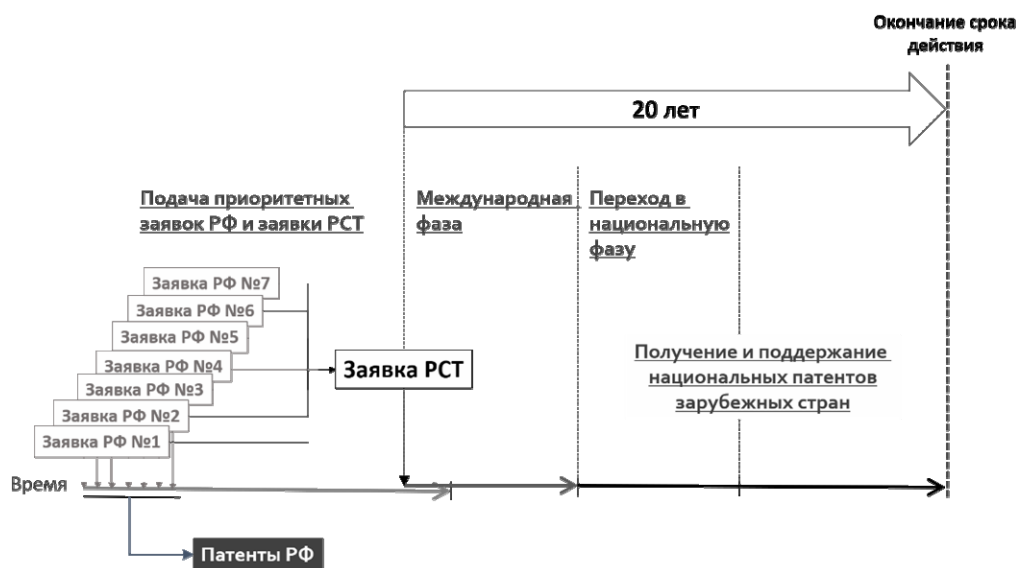 Окончание срока
действия
20 лет
Подача приоритетных
заявок РФ и заявки РСТ
Международная
фаза
Переход в
национальную
фазу
Заявка РФ №7
Заявка РФ №6
Заявка РФ №5
Заявка РФ №4
Заявка РФ №3
Заявка РФ №2
Заявка РФ №1
Заявка РСТ
Получение и поддержание
национальных патентов
зарубежных стран
Время
Патенты РФ